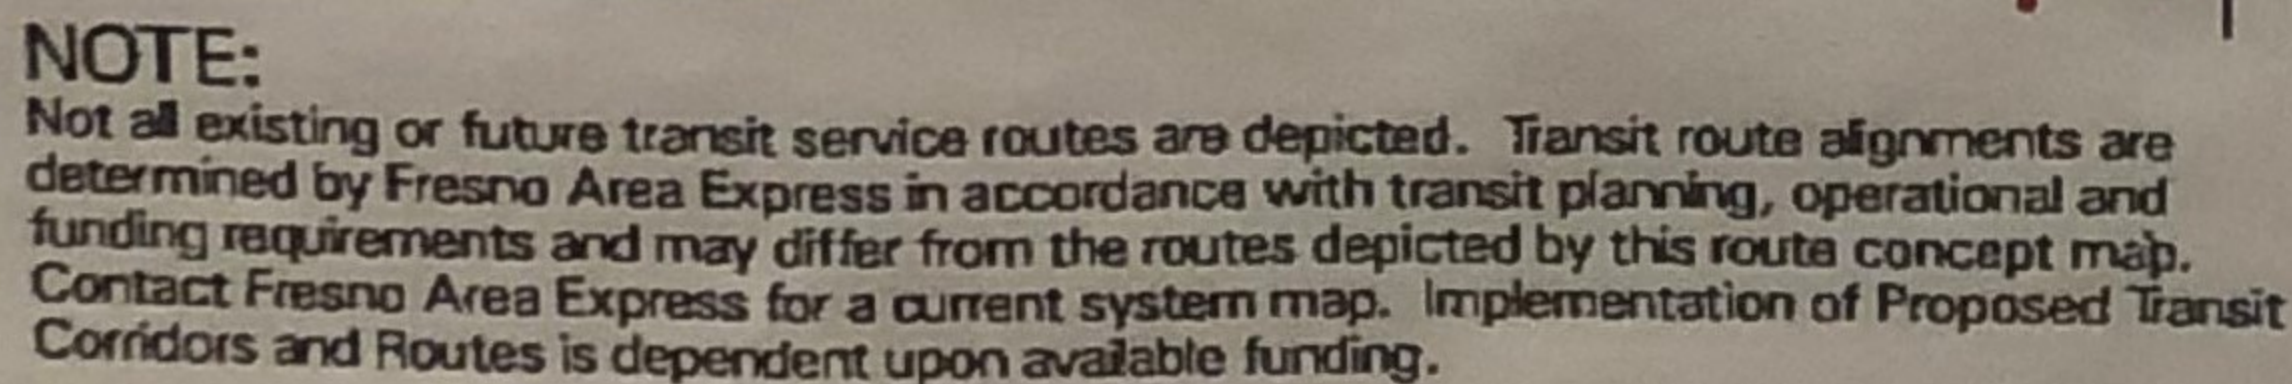 NOTE:
Not all existing or future transit service routes are depicted. Transit route alignments are
determined by Fresno Area Express in accordance with transit planning, operational and
funding requirements and may differ from the routes depicted by this route concept map.
Contact Fresno Area Express for a current system map. Implementation of Proposed Transit
Corridors and Routes is dependent upon available funding.